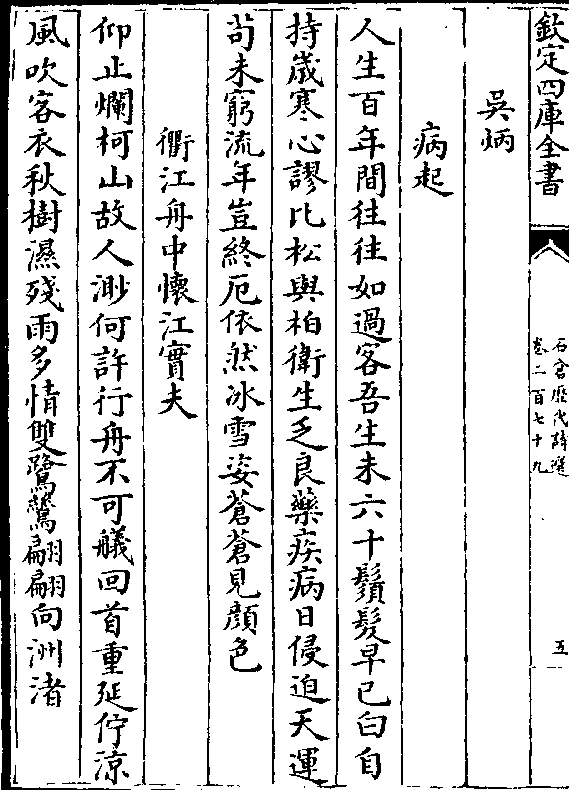 欽定四庫全書
石倉歷代詩選
卷二百七十九
五
吳炳
病起
人生百年間往往如過客吾生未六十鬚髮早已白自
持歲寒心謬比松與柏衛生乏良藥疾病日侵迫天運
茍未窮流年豈終厄依然冰雪姿蒼蒼見顔色
衢江舟中懷江實夫
仰止爛柯山故人渺何許行舟不可艤回首重延佇涼
風吹客衣秋樹濕殘雨多情雙鷺鷥翩翩向洲渚